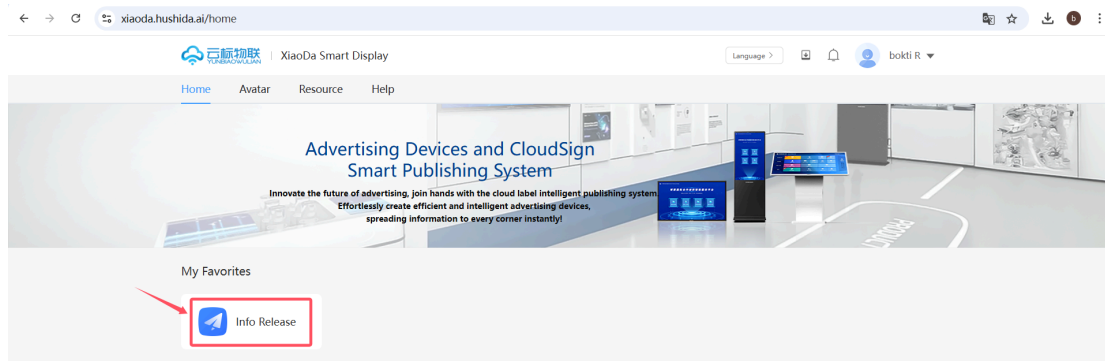 xiaoda.hushida.ai/home
云标物联
YUNBIAOWULIAN
XiaoDa Smart Display
Language >
bokti R
Home
Avatar
Resource
Help
Advertising Devices and CloudSign
Smart Publishing System
Innovate the future of advertising, join hands with the cloud label intelligent publishing system
Effortlessly create efficient and intelligent advertising devices,
spreading information to every corner instantly!
PRODUCT
My Favorites
Info Release